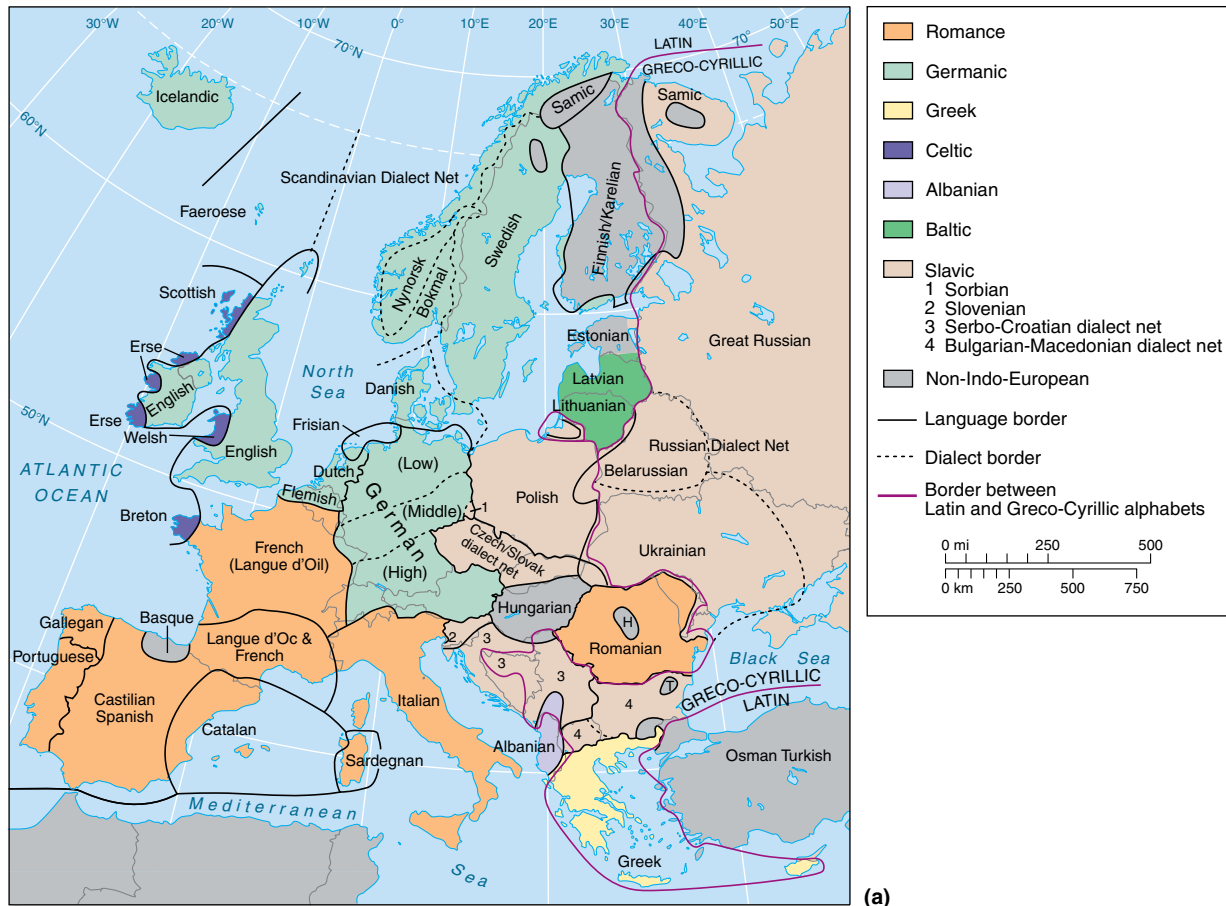 30°W
20°W
10°W
0°
10°E
20°E
30°E
40°E
50°E
70°N
70°
60°N
50°N
LATIN
GRECO-CYRILLIC
Icelandic
Samic
Samic
Scandinavian Dialect Net
Faeroese
Finnish/Karelian
Swedish
Nynorsk
Bokmal
Scottish
Erse
English
Erse
Welsh
English
North
Sea
Danish
Frisian
Estonian
Latvian
Lithuanian
Great Russian
Russian Dialect Net
Belarussian
ATLANTIC
OCEAN
Dutch
Flemish
German
(Low)
(Middle)
(High)
1
Polish
Czech/Slovak
dialect net
Ukrainian
Breton
French
(Langue d'Oil)
Hungarian
H
Romanian
Gallegan
Basque
Langue d'Oc &
French
Portuguese
Castilian
Spanish
Catalan
Sardegnan
Italian
2
3
3
3
T
4
4
Albanian
Black Sea
GRECO-CYRILLIC
LATIN
Osman Turkish
Mediterranean
Sea
Greek
(a)
Romance
Germanic
Greek
Celtic
Albanian
Baltic
Slavic
1 Sorbian
2 Slovenian
3 Serbo-Croatian dialect net
4 Bulgarian-Macedonian dialect net
Non-Indo-European
Language border
Dialect border
Border between
Latin and Greco-Cyrillic alphabets
0 mi 250 500
0 km 250 500 750